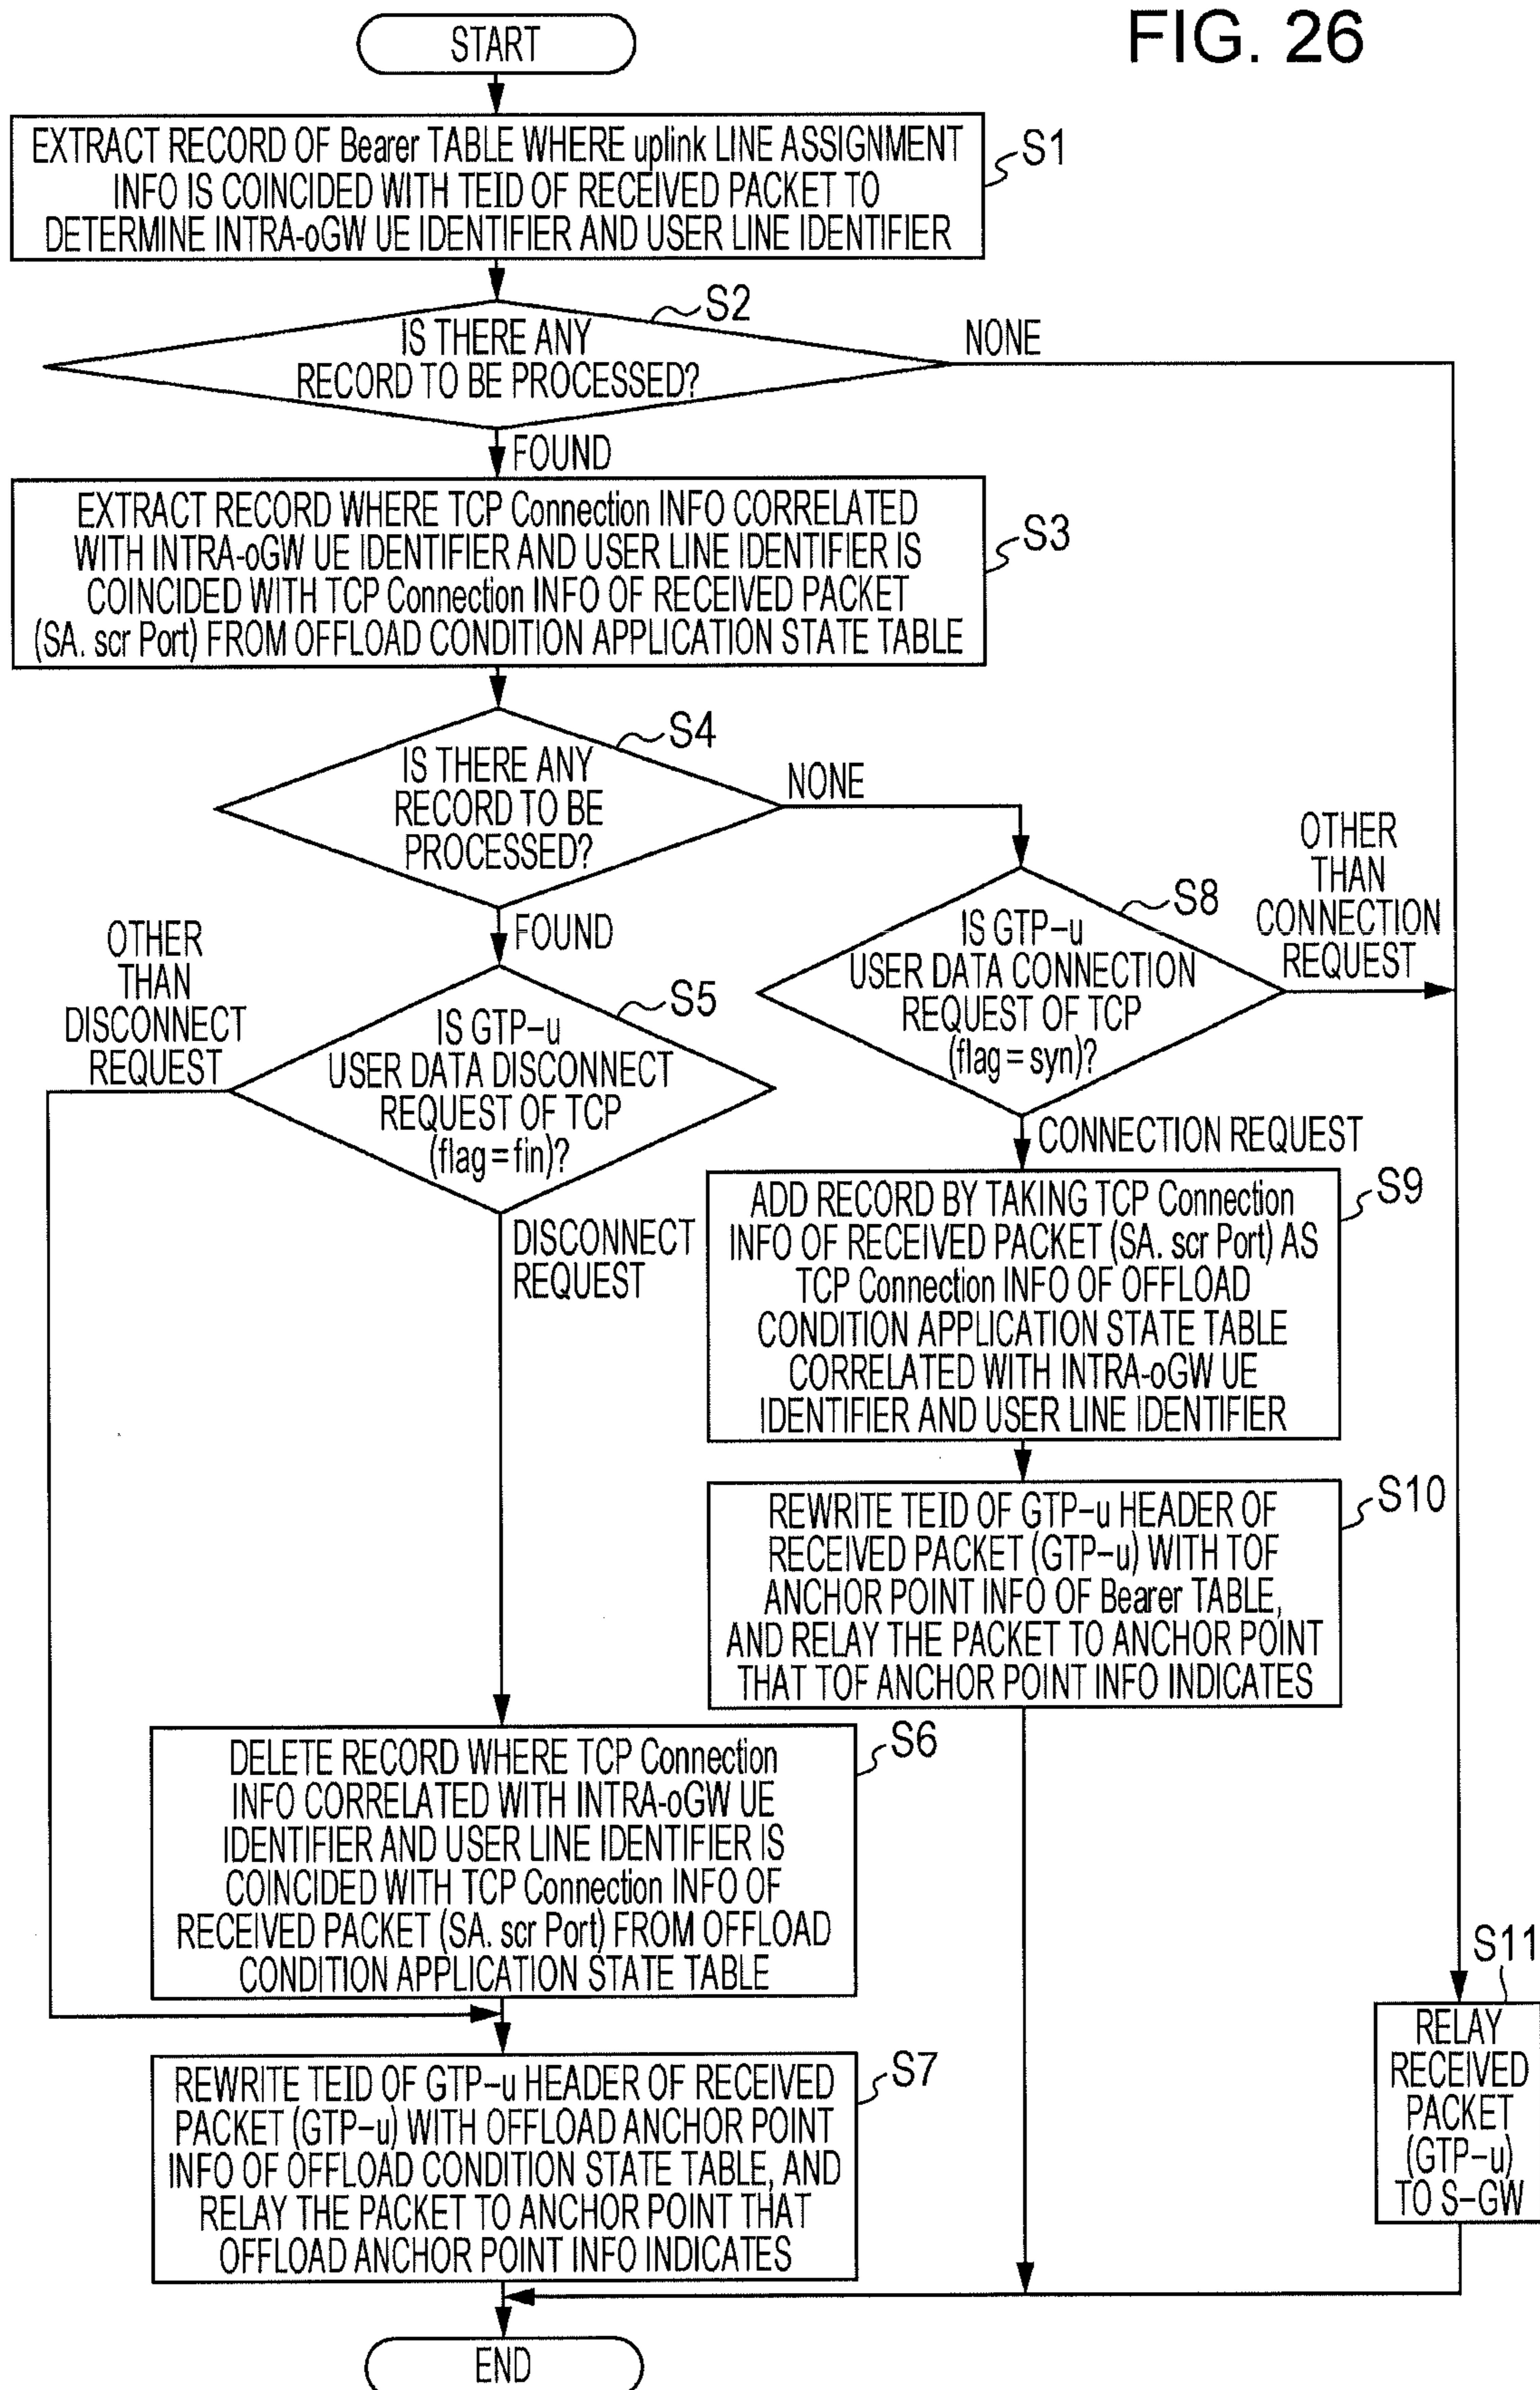 FIG. 26
START
EXTRACT RECORD OF Bearer TABLE WHERE uplink LINE ASSIGNMENT
INFO IS COINCIDED WITH TEID OF RECEIVED PACKET TO
DETERMINE INTRA-oGW UE IDENTIFIER AND USER LINE IDENTIFIER
S1
S2
IS THERE ANY
RECORD TO BE PROCESSED?
NONE
FOUND
EXTRACT RECORD WHERE TCP Connection INFO CORRELATED
WITH INTRA-oGW UE IDENTIFIER AND USER LINE IDENTIFIER IS
COINCIDED WITH TCP Connection INFO OF RECEIVED PACKET
(SA. scr Port) FROM OFFLOAD CONDITION APPLICATION STATE TABLE
S3
S4
IS THERE ANY
RECORD TO BE
PROCESSED?
NONE
FOUND
OTHER
THAN
DISCONNECT
REQUEST
S5
IS GTP-u
USER DATA DISCONNECT
REQUEST OF TCP
(flag=fin)?
DISCONNECT
REQUEST
S8
IS GTP-u
USER DATA CONNECTION
REQUEST OF TCP
(flag=syn)?
OTHER
THAN
CONNECTION
REQUEST
CONNECTION REQUEST
ADD RECORD BY TAKING TCP Connection
INFO OF RECEIVED PACKET (SA. scr Port) AS
TCP Connection INFO OF OFFLOAD
CONDITION APPLICATION STATE TABLE
CORRELATED WITH INTRA-oGW UE
IDENTIFIER AND USER LINE IDENTIFIER
S9
REWRITE TEID OF GTP-u HEADER OF
RECEIVED PACKET (GTP-u) WITH TOF
ANCHOR POINT INFO OF Bearer TABLE,
AND RELAY THE PACKET TO ANCHOR POINT
THAT TOF ANCHOR POINT INFO INDICATES
S10
DELETE RECORD WHERE TCP Connection
INFO CORRELATED WITH INTRA-oGW UE
IDENTIFIER AND USER LINE IDENTIFIER IS
COINCIDED WITH TCP Connection INFO OF
RECEIVED PACKET (SA. scr Port) FROM OFFLOAD
CONDITION APPLICATION STATE TABLE
S6
REWRITE TEID OF GTP-u HEADER OF RECEIVED
PACKET (GTP-u) WITH OFFLOAD ANCHOR POINT
INFO OF OFFLOAD CONDITION STATE TABLE, AND
RELAY THE PACKET TO ANCHOR POINT THAT
OFFLOAD ANCHOR POINT INFO INDICATES
S7
S11
RELAY
RECEIVED
PACKET
(GTP-u)
TO S-GW
END